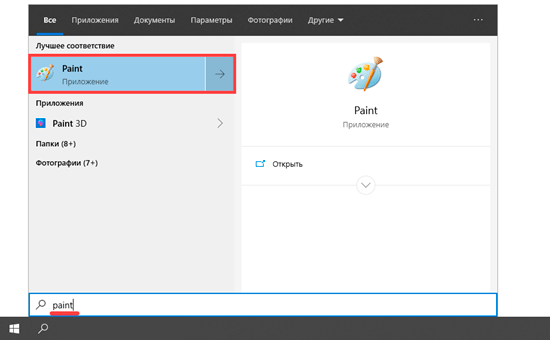 Все Приложения Документы Параметры Фотографии Другие ...
Лучшее соответствие
Paint
Приложение
Приложения
Paint 3D
Папки (8+)
Фотографии (7+)
Paint
Приложение
Открыть
paint